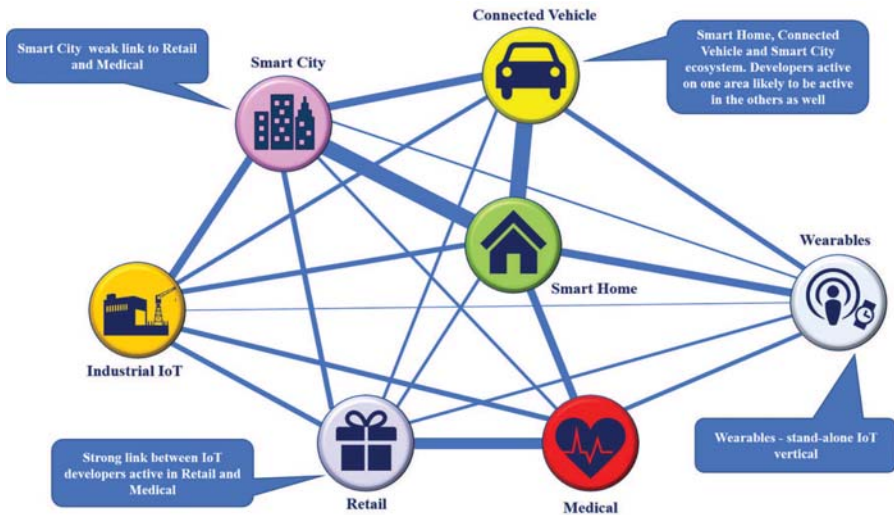 Connected Vehicle
Smart City weak link to Retail
and Medical
Smart Home, Connected
Vehicle and Smart City
ecosystem. Developers active
on one area likely to be active
in the others as well
Smart City
Wearables
Smart Home
Industrial IoT
Strong link between IoT
developers active in Retail and
Medical
Retail
Medical
Wearables - stand-alone IoT
vertical